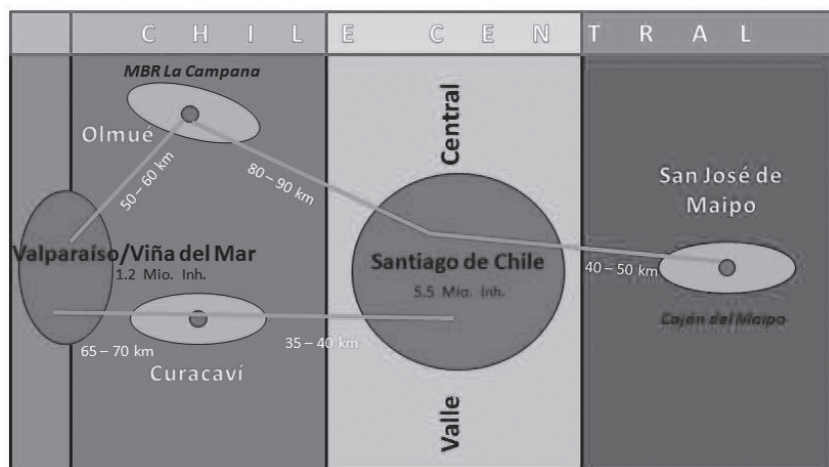 CHILE CENTRAL
MBR La Campana
Olmué
50 – 60 km
80 – 90 km
Central
San José de
Maipo
Valparaíso/Viña del Mar
1.2 Mio. Inh.
Santiago de Chile
5.5 Mio. Inh.
40 – 50 km
Cajón del Maipo
65 – 70 km
35 – 40 km
Curacaví
Valle